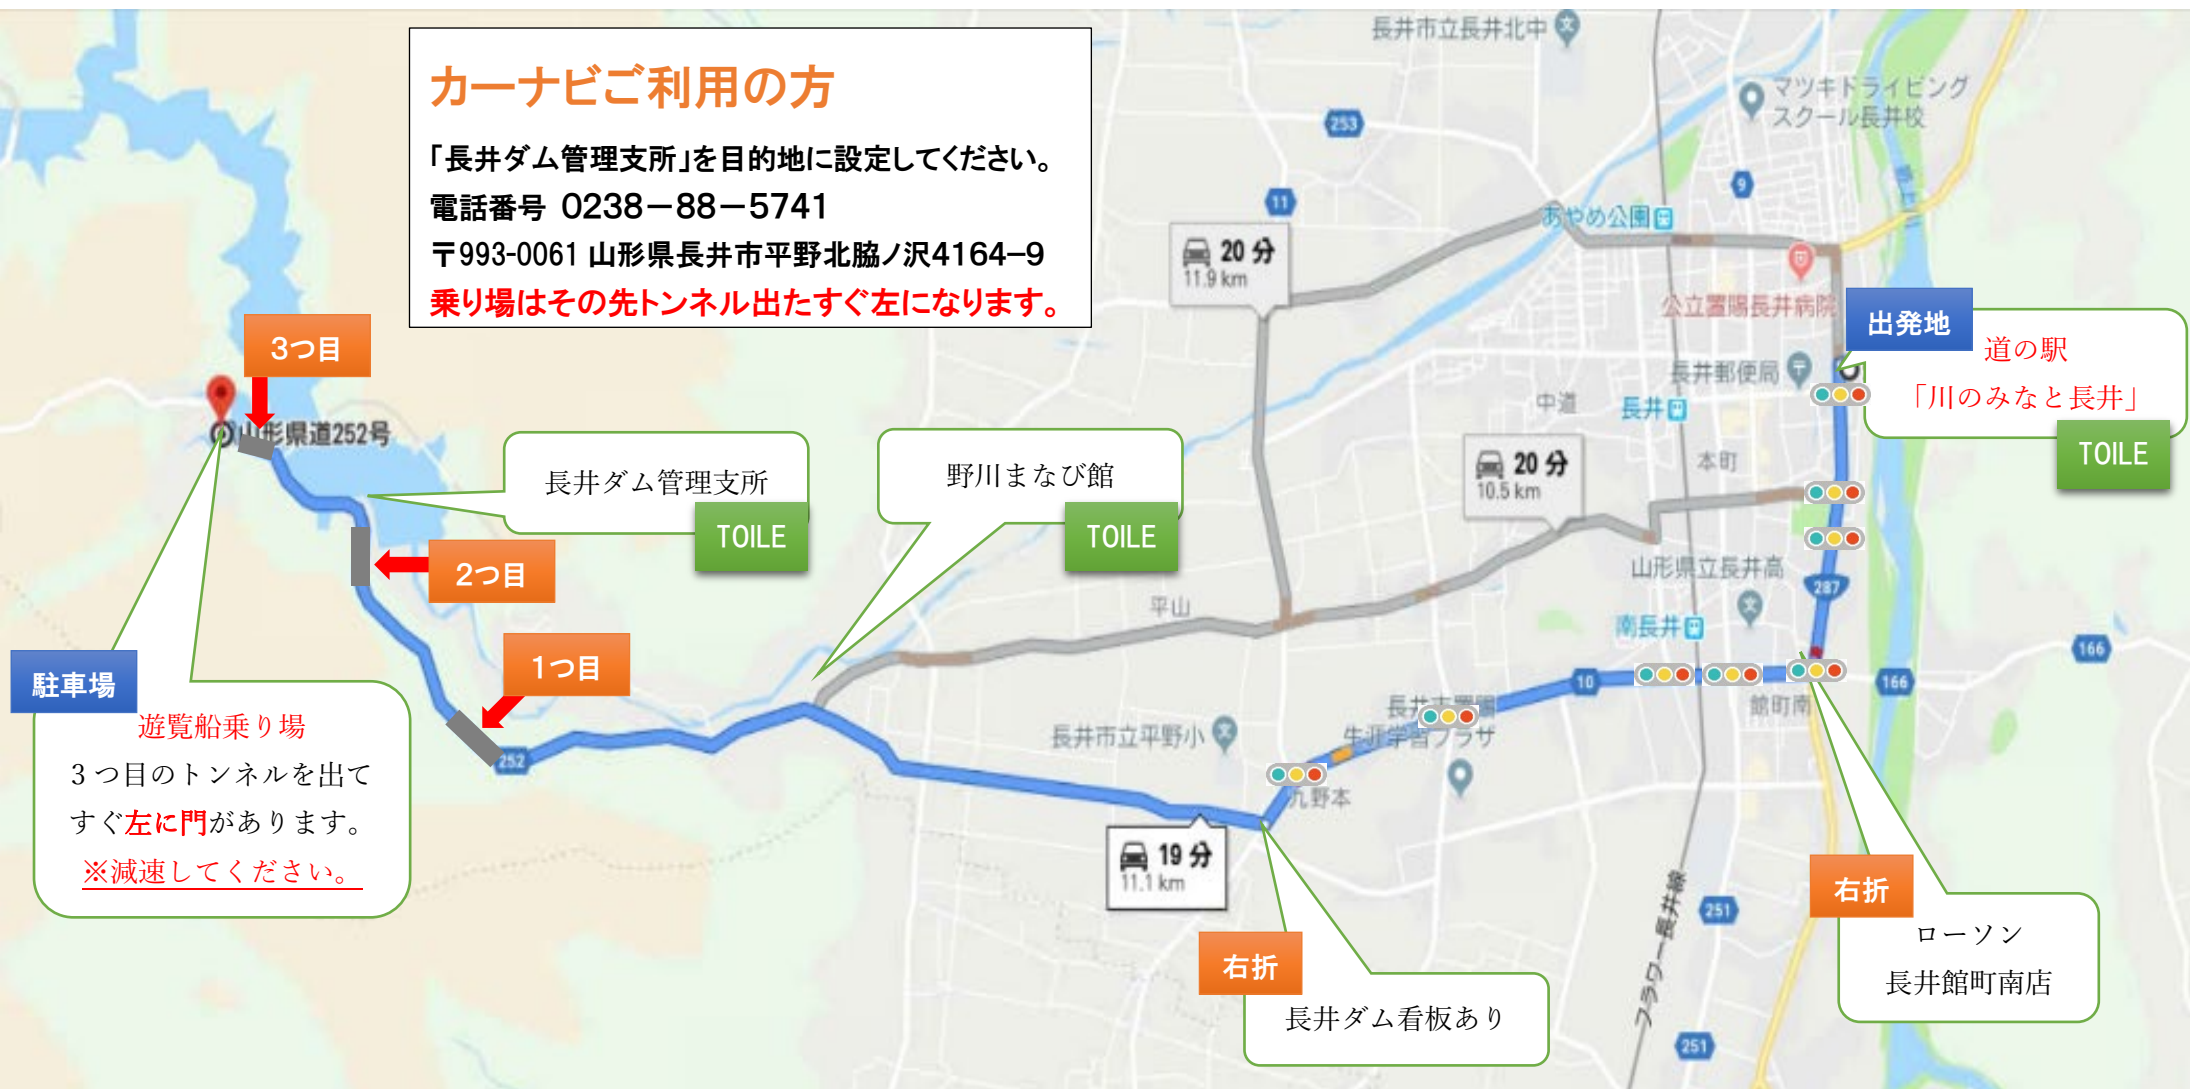 長井市立長井北中
カーナビご利用の方
「長井ダム管理支所」を目的地に設定してください。
電話番号 0238－88－5741
〒993-0061 山形県長井市平野北脇ノ沢4164−9
乗り場はその先トンネル出たすぐ左になります。
マツキドライビング
スクール長井校
253
9
11
あやめ公園
20 分
11.9 km
公立置賜長井病院
出発地
道の駅
「川のみなと長井」
TOILE
3つ目
山形県道252号
長井郵便局
中道
長井
本町
20 分
10.5 km
長井ダム管理支所
TOILE
野川まなび館
TOILE
2つ目
山形県立長井高
287
平山
南長井
166
1つ目
駐車場
遊覧船乗り場
3つ目のトンネルを出て
すぐ左に門があります。
※減速してください。
10
166
館町南
長井市立平野小
生涯学習プラザ
252
九野本
19 分
11.1 km
右折
長井ダム看板あり
右折
ローソン
長井館町南店
251
フラワー長井線
251